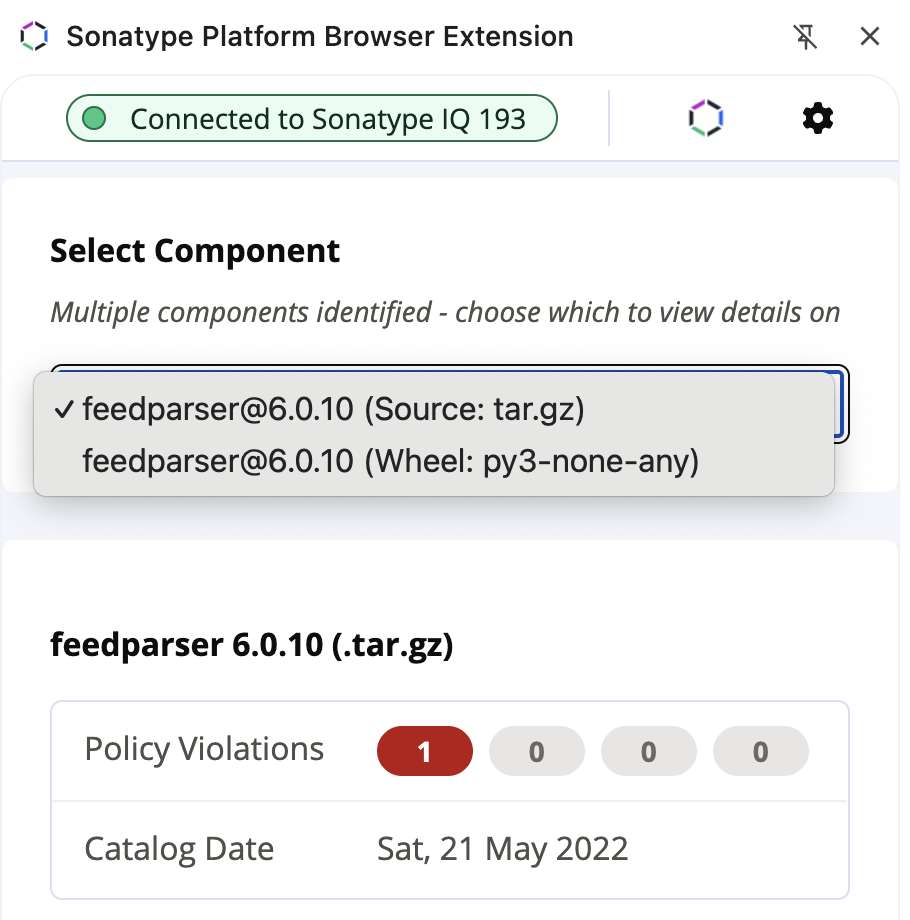 Sonatype Platform Browser Extension
Connected to Sonatype IQ 193
Select Component
Multiple components identified - choose which to view details on
✓ feedparser@6.0.10 (Source: tar.gz)
feedparser@6.0.10 (Wheel: py3-none-any)
feedparser 6.0.10 (.tar.gz)
Policy Violations 1 0 0 0
Catalog Date Sat, 21 May 2022